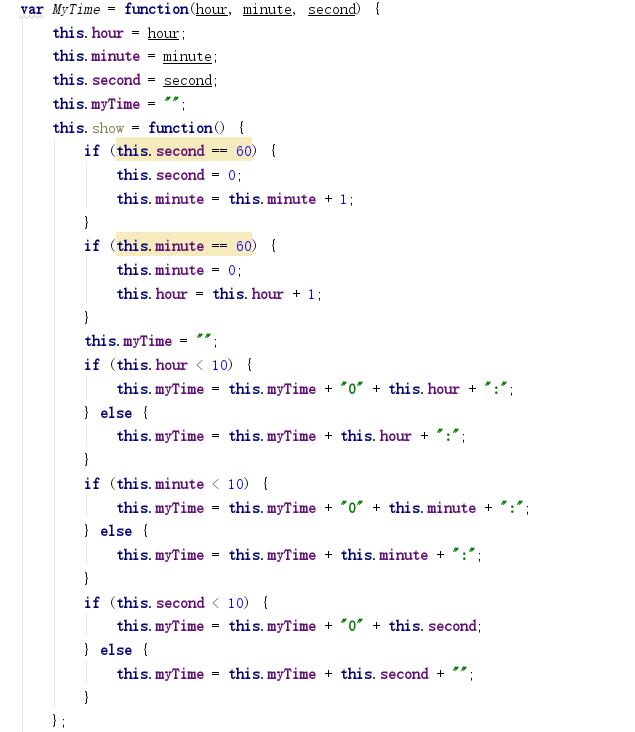 var MyTime = function(hour, minute, second) {
    this.hour = hour;
    this.minute = minute;
    this.second = second;
    this.myTime = "";
    this.show = function() {
        if (this.second == 60) {
            this.second = 0;
            this.minute = this.minute + 1;
        }
        if (this.minute == 60) {
            this.minute = 0;
            this.hour = this.hour + 1;
        }
        this.myTime = "";
        if (this.hour < 10) {
            this.myTime = this.myTime + "0" + this.hour + ":";
        } else {
            this.myTime = this.myTime + this.hour + ":";
        }
        if (this.minute < 10) {
            this.myTime = this.myTime + "0" + this.minute + ":";
        } else {
            this.myTime = this.myTime + this.minute + ":";
        }
        if (this.second < 10) {
            this.myTime = this.myTime + "0" + this.second;
        } else {
            this.myTime = this.myTime + this.second + "";
        }
    };